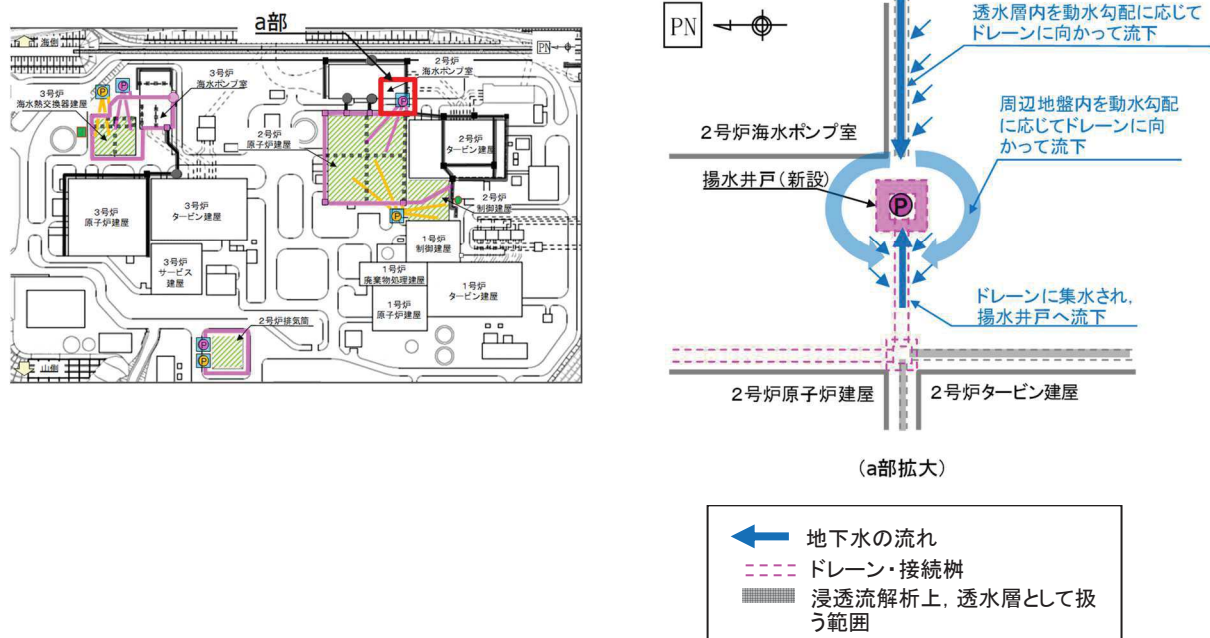 a部
海側
PN
2号炉
海水ポンプ室
3号炉
海水ポンプ室
3号炉
海水熱交換器建屋
P
P
P
2号炉
原子炉建屋
2号炉
タービン建屋
2号炉
制御建屋
P
3号炉
原子炉建屋
3号炉
タービン建屋
1号炉
制御建屋
3号炉
サービス
建屋
1号炉
廃棄物処理建屋
1号炉
タービン建屋
1号炉
原子炉建屋
2号炉排気筒
P
P
山側
PN
透水層内を動水勾配に応じて
ドレーンに向かって流下
周辺地盤内を動水勾配
に応じてドレーンに向
かって流下
2号炉海水ポンプ室
揚水井戸(新設)
P
ドレーンに集水され,
揚水井戸へ流下
2号炉原子炉建屋
2号炉タービン建屋
(a部拡大)
地下水の流れ
ドレーン・接続桝
浸透流解析上,透水層として扱
う範囲